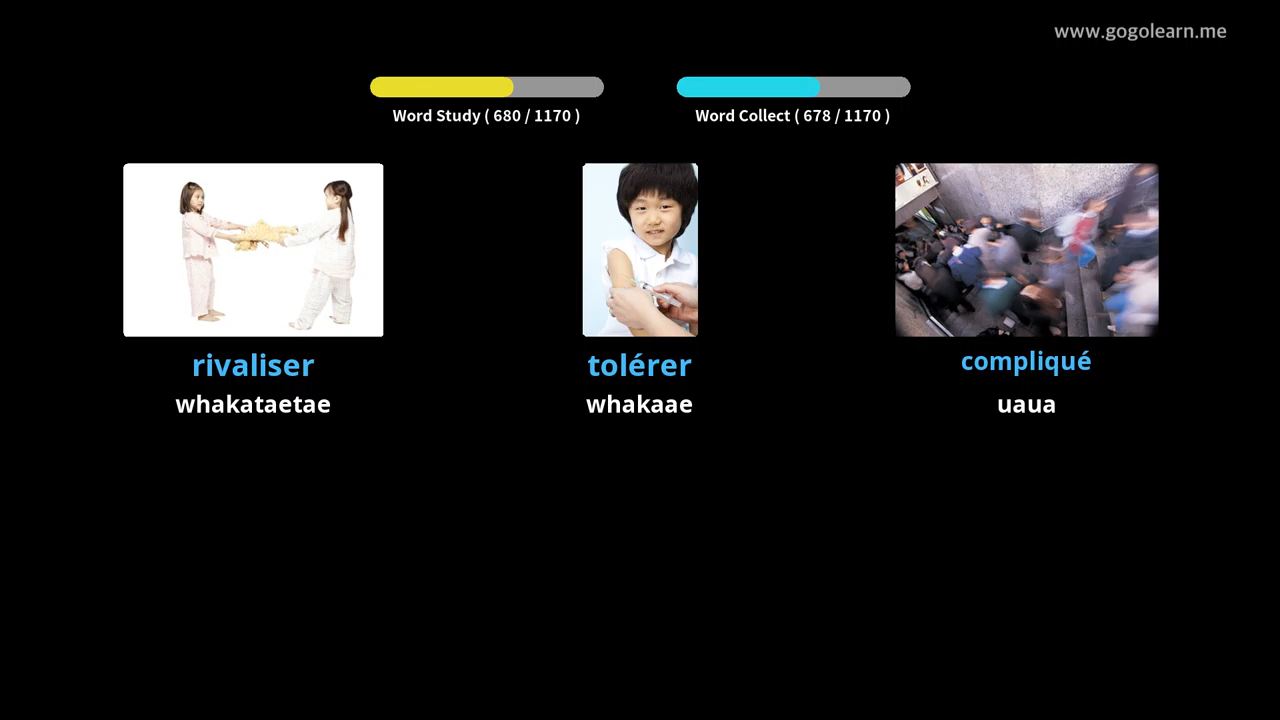 www.gogolearn.me
Word Study ( 680 / 1170 )
Word Collect ( 678 / 1170 )
rivaliser
whakataetae
tolérer
whakaae
compliqué
uaua